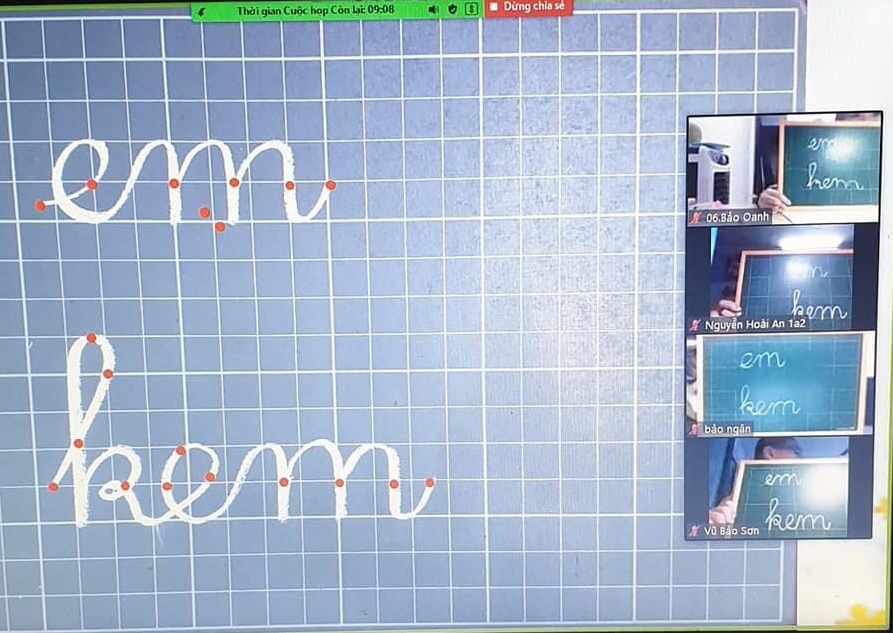 Thời gian Cuộc họp Còn lại: 09:08
Dừng chia sẻ
em
kem
em
kem
06.Bảo Oanh
em
kem
Nguyễn Hoài An 1a2
em
kem
bảo ngân
em
kem
Vũ Bảo Sơn